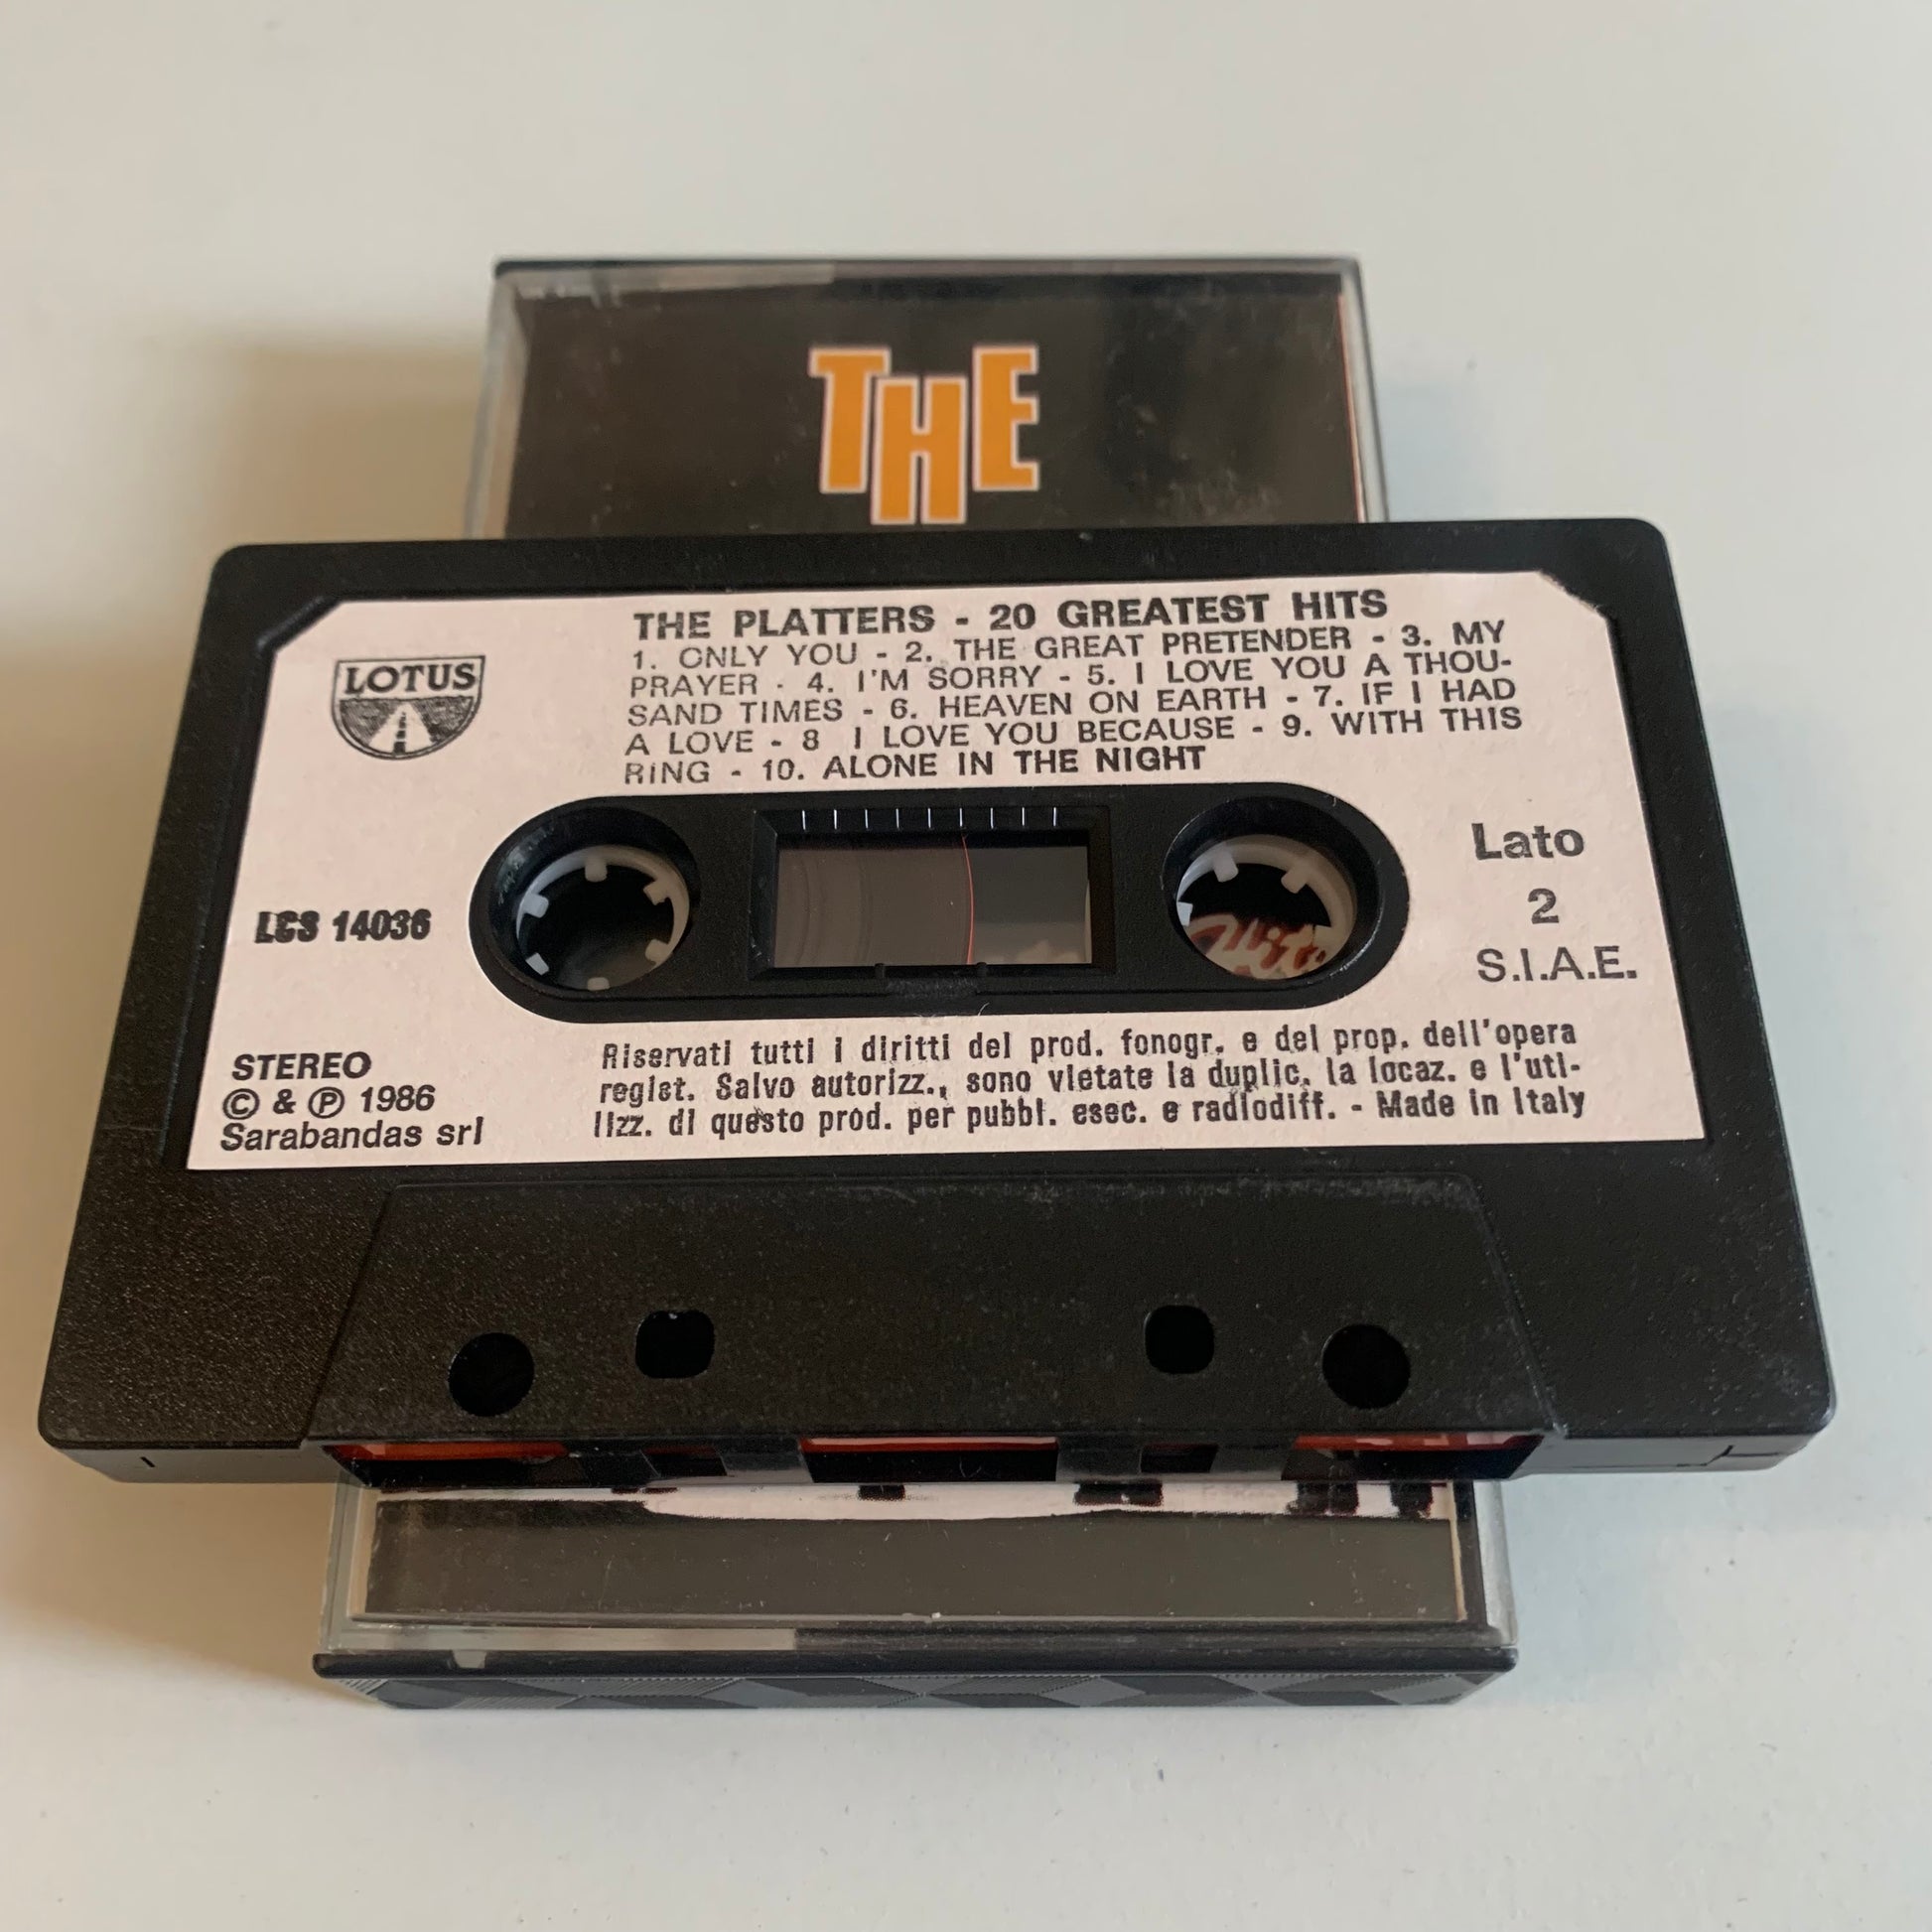 THE
THE PLATTERS - 20 GREATEST HITS
1. ONLY YOU - 2. THE GREAT PRETENDER - 3. MY
PRAYER - 4. I'M SORRY - 5. I LOVE YOU A THOU-
SAND TIMES - 6. HEAVEN ON EARTH - 7. IF I HAD
A LOVE - 8 I LOVE YOU BECAUSE - 9. WITH THIS
RING - 10. ALONE IN THE NIGHT
LOTUS
LCS 14036
Lato
2
S.I.A.E.
STEREO
© & ℗ 1986
Sarabandas srl
Riservati tutti i diritti del prod. fonogr. e del prop. dell'opera
regist. Salvo autorizz., sono vietate la duplic. la locaz. e l'uti-
lizz. di questo prod. per pubbl. esec. e radiodiff. - Made in Italy